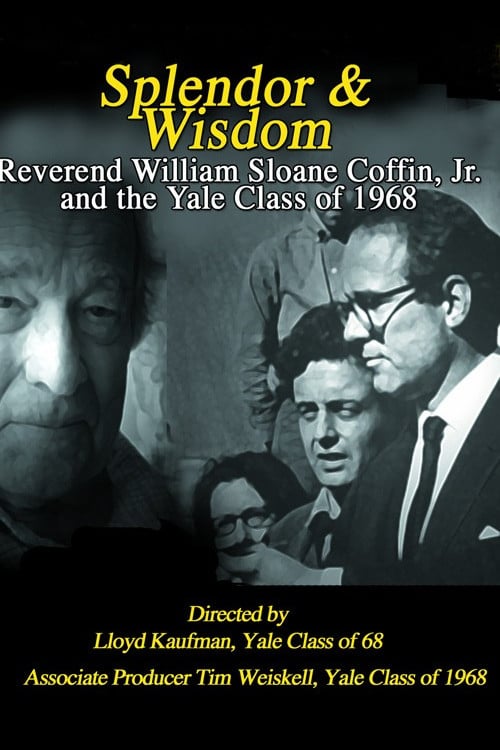 Splendor &
Wisdom
Reverend William Sloane Coffin, Jr.
and the Yale Class of 1968
Directed by
Lloyd Kaufman, Yale Class of 68
Associate Producer Tim Weiskell, Yale Class of 1968